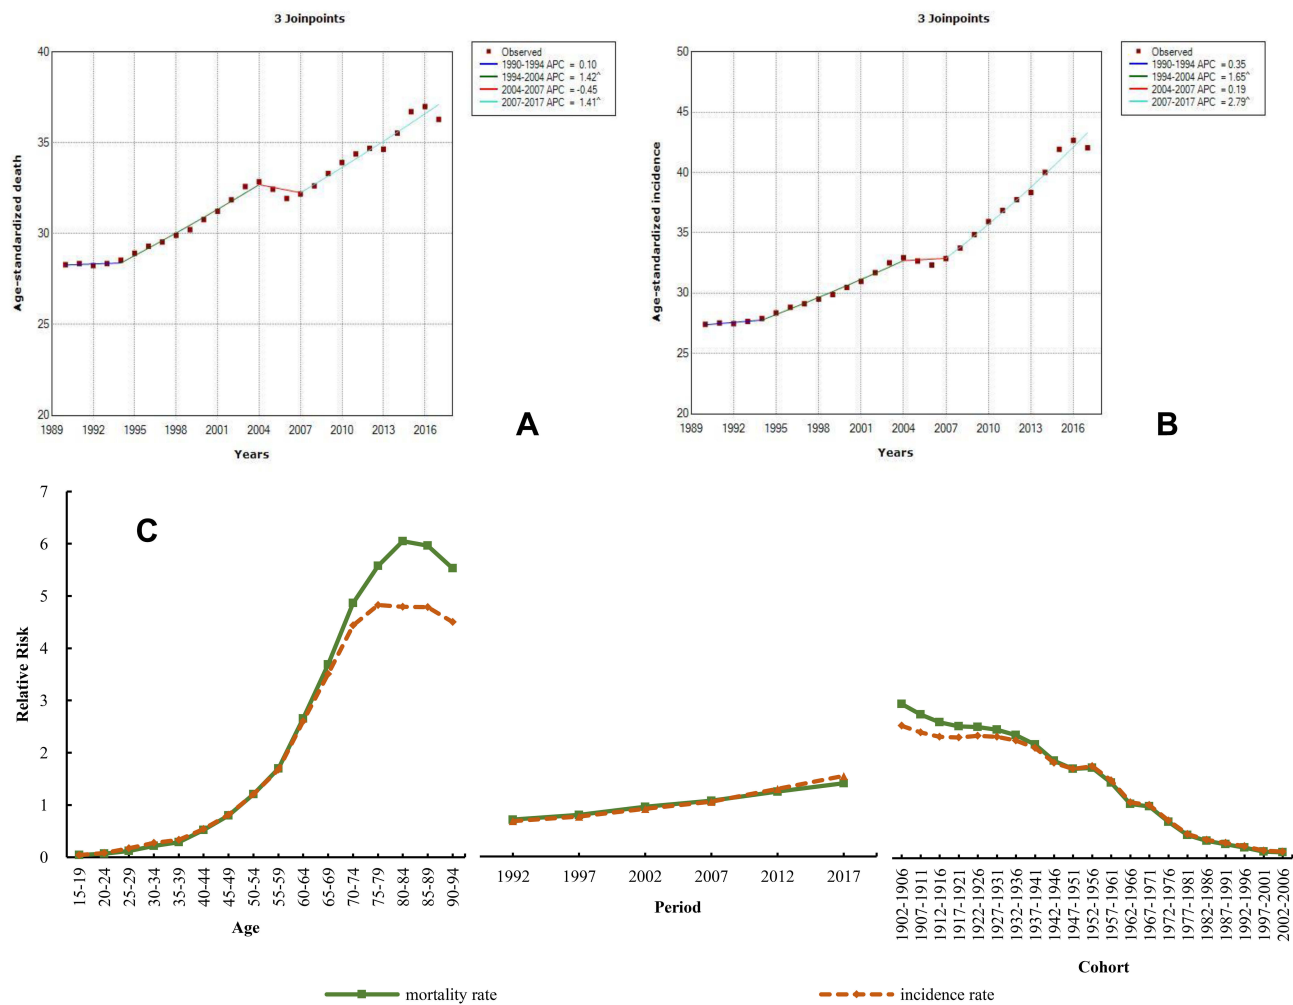 3 Joinpoints
Observed
1990-1994 APC = 0.10
1994-2004 APC = 1.42^
2004-2007 APC = -0.45
2007-2017 APC = 1.41^
Age-standardized death
40
35
30
25
20
1989 1992 1995 1998 2001 2004 2007 2010 2013 2016
Years
A
3 Joinpoints
Observed
1990-1994 APC = 0.35
1994-2004 APC = 1.65^
2004-2007 APC = 0.19
2007-2017 APC = 2.79^
Age-standardized incidence
50
45
40
35
30
25
20
1989 1992 1995 1998 2001 2004 2007 2010 2013 2016
Years
B
C
Relative Risk
7
6
5
4
3
2
1
0
15-19
20-24
25-29
30-34
35-39
40-44
45-49
50-54
55-59
60-64
65-69
70-74
75-79
80-84
85-89
90-94
Age
1992 1997 2002 2007 2012 2017
Period
1902-1906
1907-1911
1912-1916
1917-1921
1922-1926
1927-1931
1932-1936
1937-1941
1942-1946
1947-1951
1952-1956
1957-1961
1962-1966
1967-1971
1972-1976
1977-1981
1982-1986
1987-1991
1992-1996
1997-2001
2002-2006
Cohort
mortality rate
incidence rate